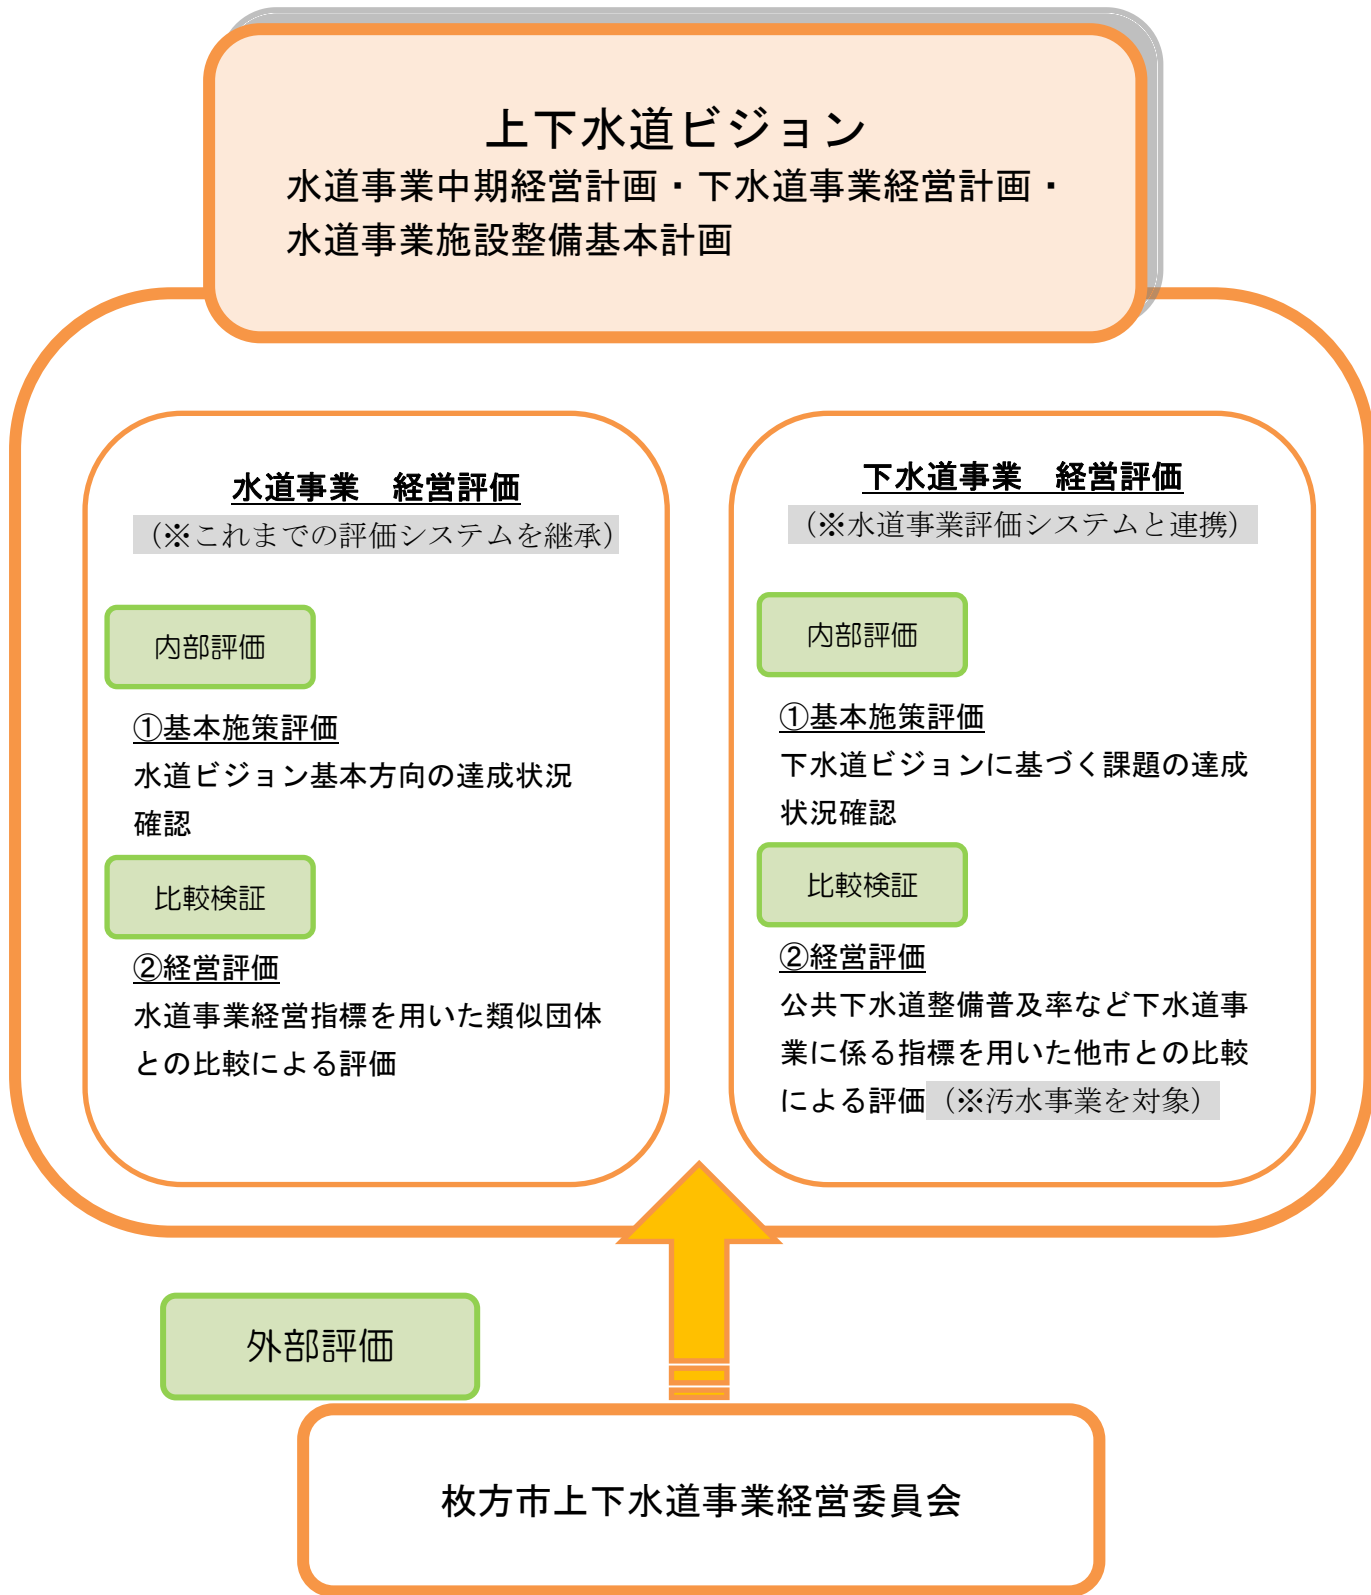 上下水道ビジョン
水道事業中期経営計画・下水道事業経営計画・
水道事業施設整備基本計画
水道事業　経営評価
（※これまでの評価システムを継承）
内部評価
①基本施策評価
水道ビジョン基本方向の達成状況
確認
比較検証
②経営評価
水道事業経営指標を用いた類似団体
との比較による評価
下水道事業　経営評価
（※水道事業評価システムと連携）
内部評価
①基本施策評価
下水道ビジョンに基づく課題の達成
状況確認
比較検証
②経営評価
公共下水道整備普及率など下水道事
業に係る指標を用いた他市との比較
による評価（※汚水事業を対象）
外部評価
枚方市上下水道事業経営委員会